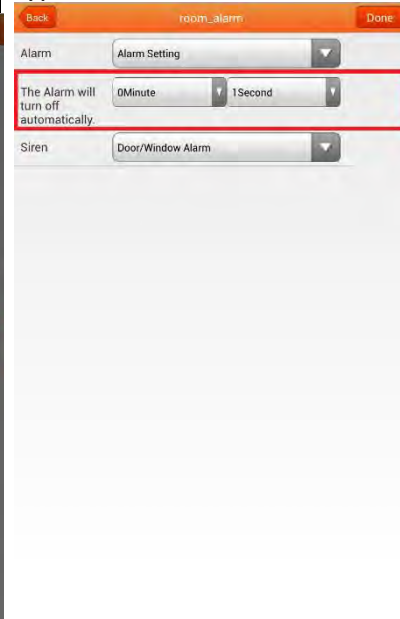 Back room_alarm Done
Alarm Alarm Setting
The Alarm will
turn off
automatically.
0Minute 1Second
Siren Door/Window Alarm